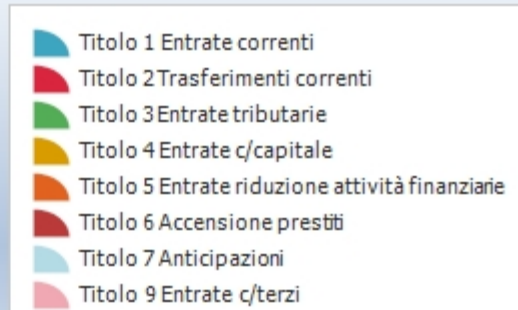 Titolo 1 Entrate correnti
Titolo 2 Trasferimenti correnti
Titolo 3 Entrate tributarie
Titolo 4 Entrate c/capitale
Titolo 5 Entrate riduzione attività finanziarie
Titolo 6 Accensione prestiti
Titolo 7 Anticipazioni
Titolo 9 Entrate c/terzi